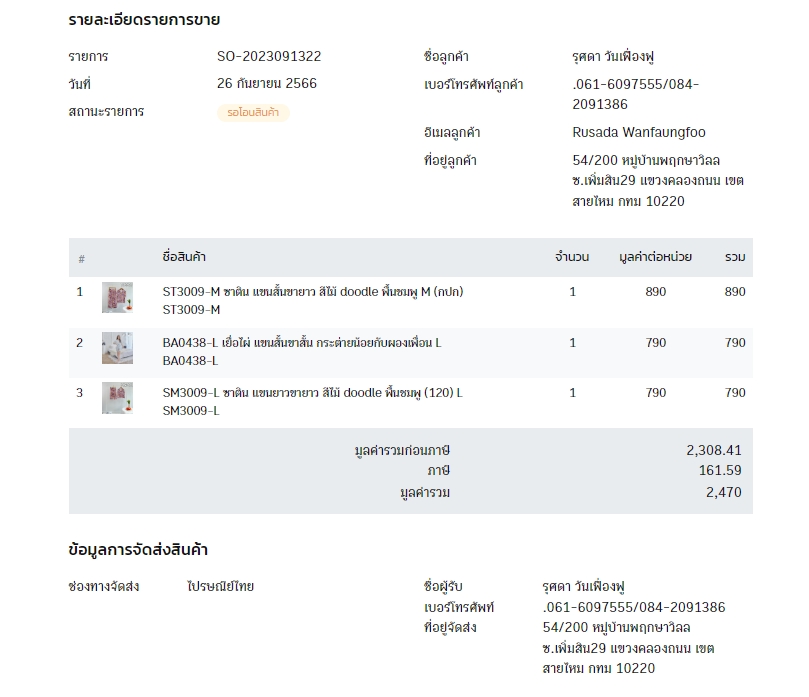 รายละเอียดรายการขาย
รายการ SO-2023091322
วันที่ 26 กันยายน 2566
สถานะรายการ รอโอนสินค้า
ชื่อลูกค้า รุศดา วันเฟื่องฟู
เบอร์โทรศัพท์ลูกค้า .061-6097555/084-
2091386
อีเมลลูกค้า Rusada Wanfaungfoo
ที่อยู่ลูกค้า 54/200 หมู่บ้านพฤกษาวิลล
ซ.เพิ่มสิน29 แขวงคลองถนน เขต
สายไหม กทม 10220
# ชื่อสินค้า จำนวน มูลค่าต่อหน่วย รวม
1 ST3009-M ซาติน แขนสั้นขายาว สีไม้ doodle พื้นชมพู M (กปก) 1 890 890
ST3009-M
2 BA0438-L เยื่อไผ่ แขนสั้นขาสั้น กระต่ายน้อยกับผองเพื่อน L 1 790 790
BA0438-L
3 SM3009-L ซาติน แขนยาวขายาว สีไม้ doodle พื้นชมพู (120) L 1 790 790
SM3009-L
มูลค่ารวมก่อนภาษี 2,308.41
ภาษี 161.59
มูลค่ารวม 2,470
ข้อมูลการจัดส่งสินค้า
ช่องทางจัดส่ง ไปรษณีย์ไทย
ชื่อผู้รับ รุศดา วันเฟื่องฟู
เบอร์โทรศัพท์ .061-6097555/084-2091386
ที่อยู่จัดส่ง 54/200 หมู่บ้านพฤกษาวิลล
ซ.เพิ่มสิน29 แขวงคลองถนน เขต
สายไหม กทม 10220